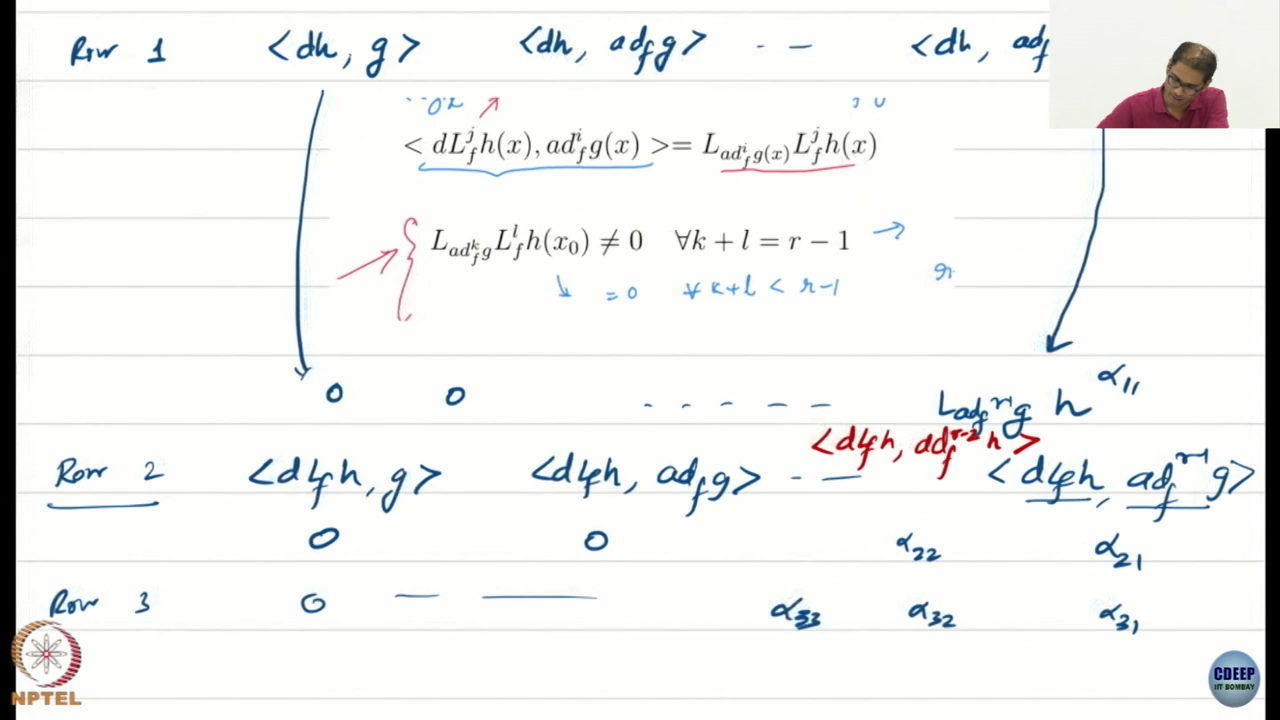 Row 1 <dh, g> <dh, ad_f g> -- <dh, ad_f
< dL_f^j h(x), ad_f^i g(x) >= L_{ad_f^i g(x)} L_f^j h(x)
L_{ad_f^k g} L_f^l h(x_0) ≠ 0 ∀k + l = r − 1
= 0 ∀ k+l < r-1
0 0 - - - - - L_{ad_f^{r-1} g} h α_11
<dL_f h, ad_f^{r-2} h>
Row 2 <dL_f h, g> <dL_f h, ad_f g> -- <dL_f h, ad_f^{r-1} g>
0 0 α_22 α_21
Row 3 0 — — α_33 α_32 α_31
NPTEL
CDEEP
IIT BOMBAY